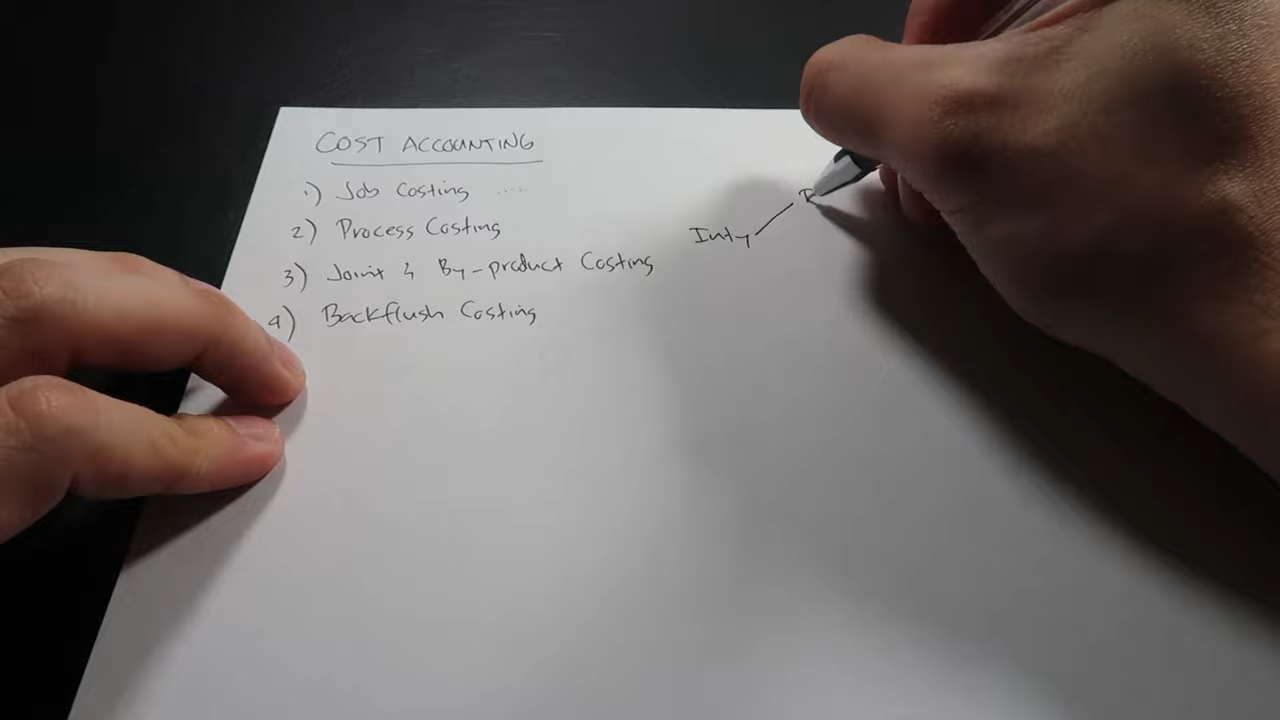 COST ACCOUNTING
1) Job Costing ....
2) Process Costing
3) Joint & By-product Costing
4) Backflush Costing
Inty